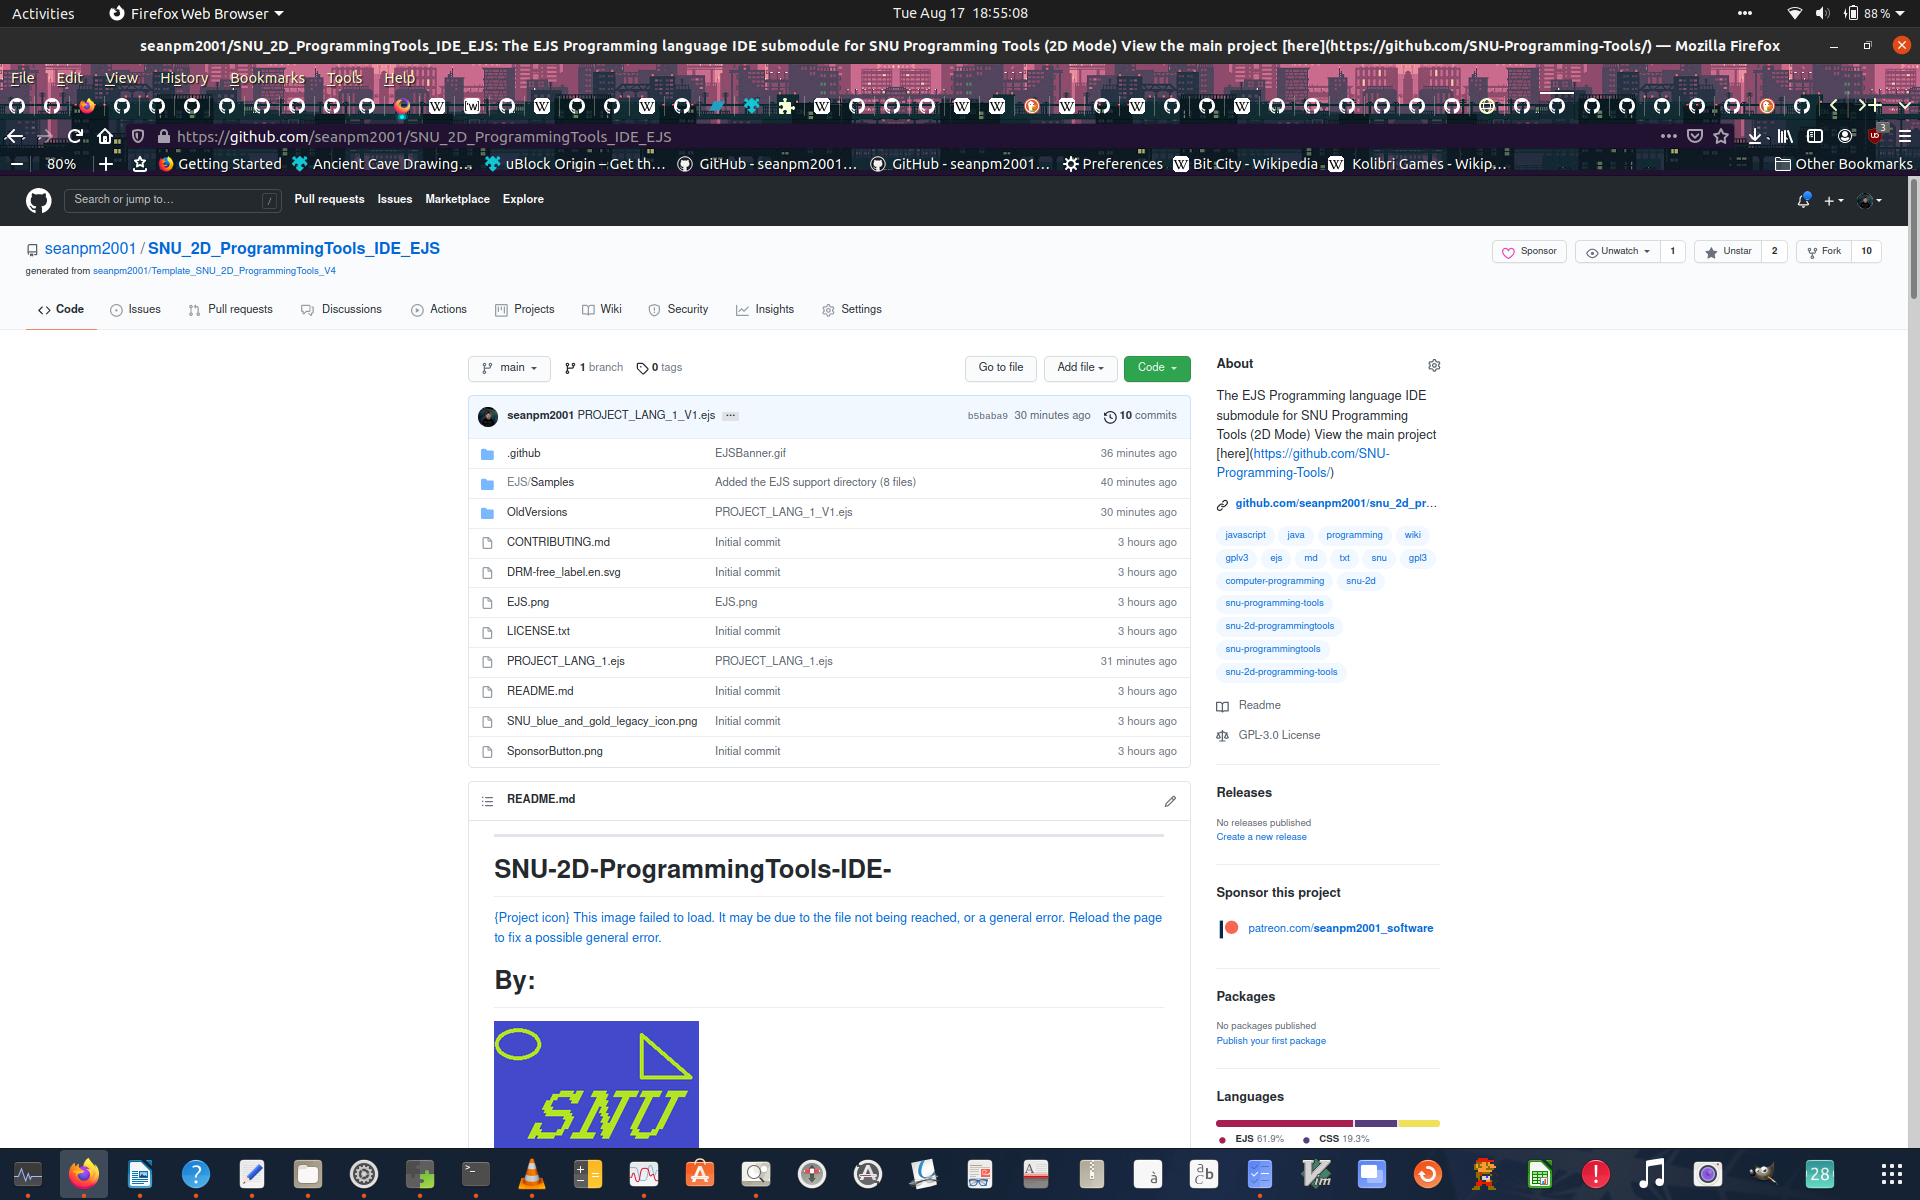 Activities
Firefox Web Browser
Tue Aug 17 18:55:08
88 %
seanpm2001/SNU_2D_ProgrammingTools_IDE_EJS: The EJS Programming language IDE submodule for SNU Programming Tools (2D Mode) View the main project [here](https://github.com/SNU-Programming-Tools/) — Mozilla Firefox
File Edit View History Bookmarks Tools Help
https://github.com/seanpm2001/SNU_2D_ProgrammingTools_IDE_EJS
3
80%
Getting Started
Ancient Cave Drawing…
uBlock Origin – Get th…
GitHub - seanpm2001…
GitHub - seanpm2001…
Preferences
Bit City - Wikipedia
Kolibri Games - Wikip…
Other Bookmarks
Search or jump to…
/
Pull requests Issues Marketplace Explore
seanpm2001 / SNU_2D_ProgrammingTools_IDE_EJS
generated from seanpm2001/Template_SNU_2D_ProgrammingTools_V4
Sponsor
Unwatch 1
Unstar 2
Fork 10
Code Issues Pull requests Discussions Actions Projects Wiki Security Insights Settings
main
1 branch
0 tags
Go to file
Add file
Code
seanpm2001 PROJECT_LANG_1_V1.ejs … b5baba9 30 minutes ago 10 commits
.github EJSBanner.gif 36 minutes ago
EJS/Samples Added the EJS support directory (8 files) 40 minutes ago
OldVersions PROJECT_LANG_1_V1.ejs 30 minutes ago
CONTRIBUTING.md Initial commit 3 hours ago
DRM-free_label.en.svg Initial commit 3 hours ago
EJS.png EJS.png 3 hours ago
LICENSE.txt Initial commit 3 hours ago
PROJECT_LANG_1.ejs PROJECT_LANG_1.ejs 31 minutes ago
README.md Initial commit 3 hours ago
SNU_blue_and_gold_legacy_icon.png Initial commit 3 hours ago
SponsorButton.png Initial commit 3 hours ago
README.md
SNU-2D-ProgrammingTools-IDE-
{Project icon} This image failed to load. It may be due to the file not being reached, or a general error. Reload the page
to fix a possible general error.
By:
SNU
About
The EJS Programming language IDE
submodule for SNU Programming
Tools (2D Mode) View the main project
[here](https://github.com/SNU-
Programming-Tools/)
github.com/seanpm2001/snu_2d_pr…
javascript java programming wiki
gplv3 ejs md txt snu gpl3
computer-programming snu-2d
snu-programming-tools
snu-2d-programmingtools
snu-programmingtools
snu-2d-programming-tools
Readme
GPL-3.0 License
Releases
No releases published
Create a new release
Sponsor this project
patreon.com/seanpm2001_software
Packages
No packages published
Publish your first package
Languages
EJS 61.9% CSS 19.3%
28